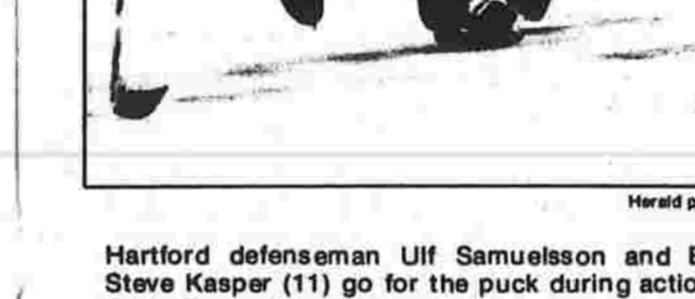 Herald p
Hartford defenseman Ulf Samuelsson and B
Steve Kasper (11) go for the puck during actio